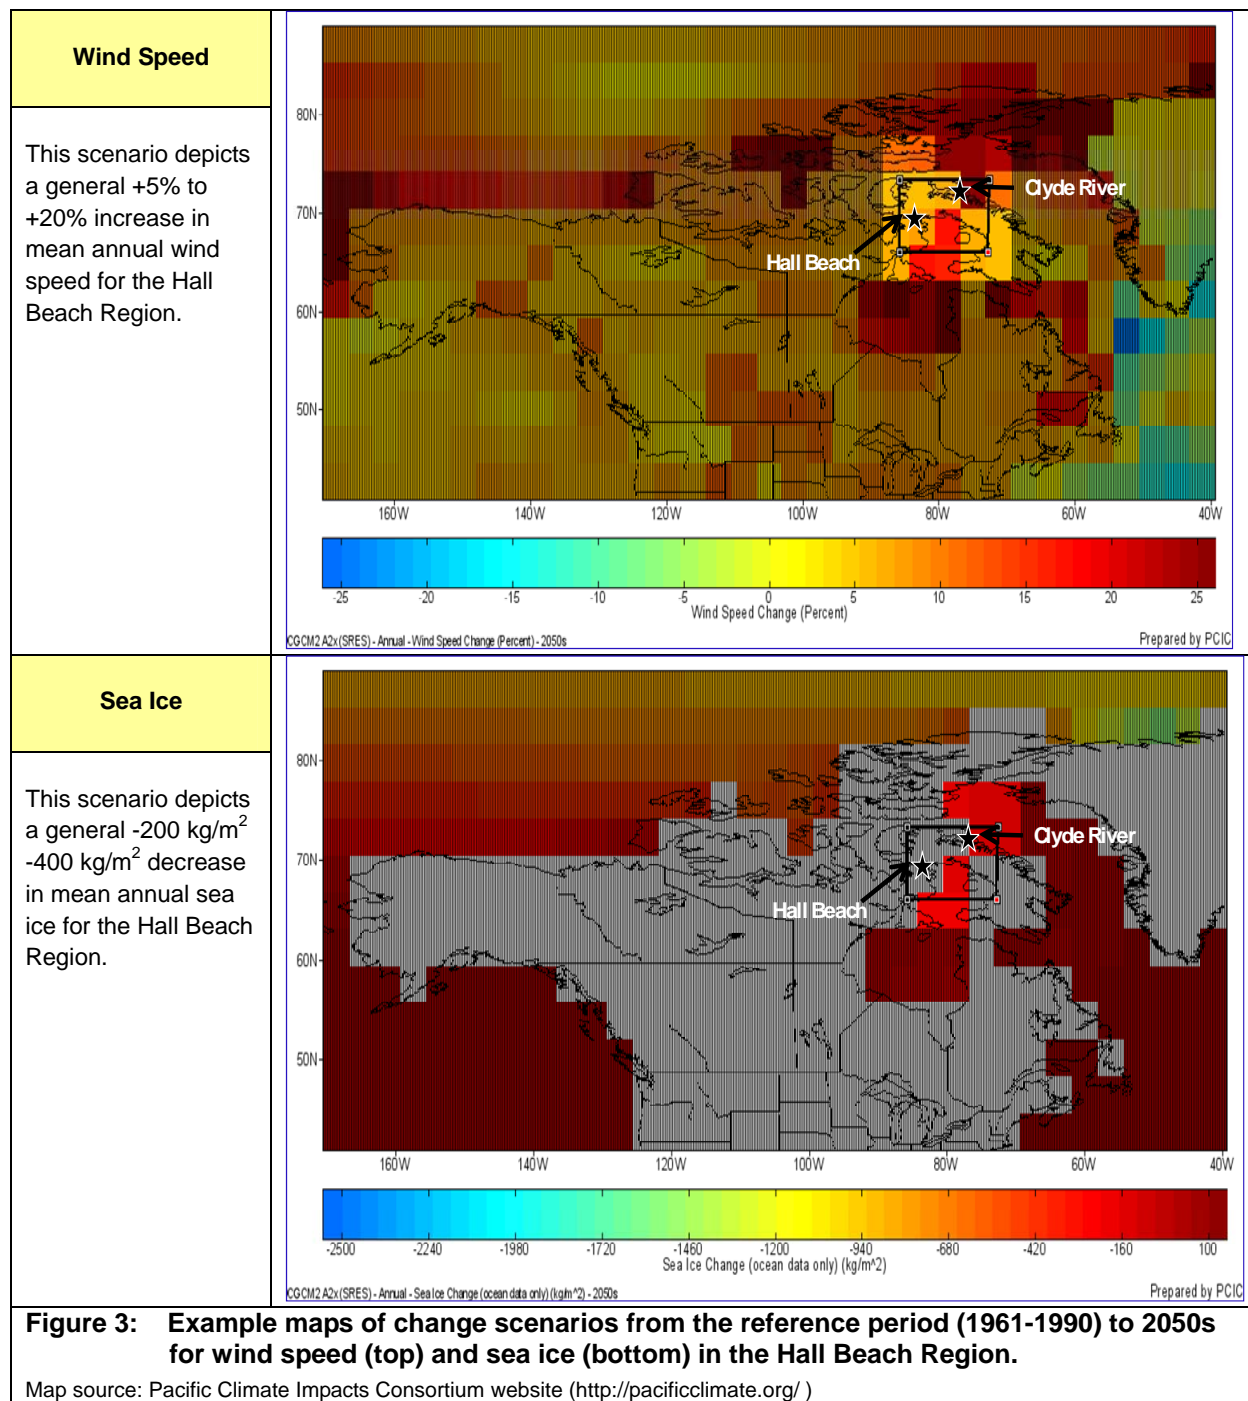 Wind Speed
This scenario depicts
a general +5% to
+20% increase in
mean annual wind
speed for the Hall
Beach Region.
80N
70N
60N
50N
Clyde River
Hall Beach
160W 140W 120W 100W 80W 60W 40W
-25 -20 -15 -10 -5 0 5 10 15 20 25
Wind Speed Change (Percent)
CGCM2 A2x (SRES) - Annual - Wind Speed Change (Percent) - 2050s
Prepared by PCIC
Sea Ice
This scenario depicts
a general -200 kg/m²
-400 kg/m² decrease
in mean annual sea
ice for the Hall Beach
Region.
80N
70N
60N
50N
Clyde River
Hall Beach
160W 140W 120W 100W 80W 60W 40W
-2500 -2240 -1980 -1720 -1460 -1200 -940 -680 -420 -160 100
Sea Ice Change (ocean data only) (kg/m^2)
CGCM2 A2x (SRES) - Annual - Sea Ice Change (ocean data only) (kg/m^2) - 2050s
Prepared by PCIC
Figure 3: Example maps of change scenarios from the reference period (1961-1990) to 2050s
for wind speed (top) and sea ice (bottom) in the Hall Beach Region.
Map source: Pacific Climate Impacts Consortium website (http://pacificclimate.org/ )